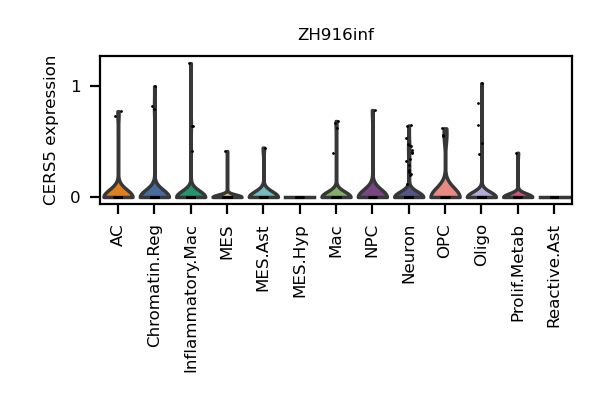 ZH916inf
CERS5 expression
1
0
AC
Chromatin.Reg
Inflammatory.Mac
MES
MES.Ast
MES.Hyp
Mac
NPC
Neuron
OPC
Oligo
Prolif.Metab
Reactive.Ast